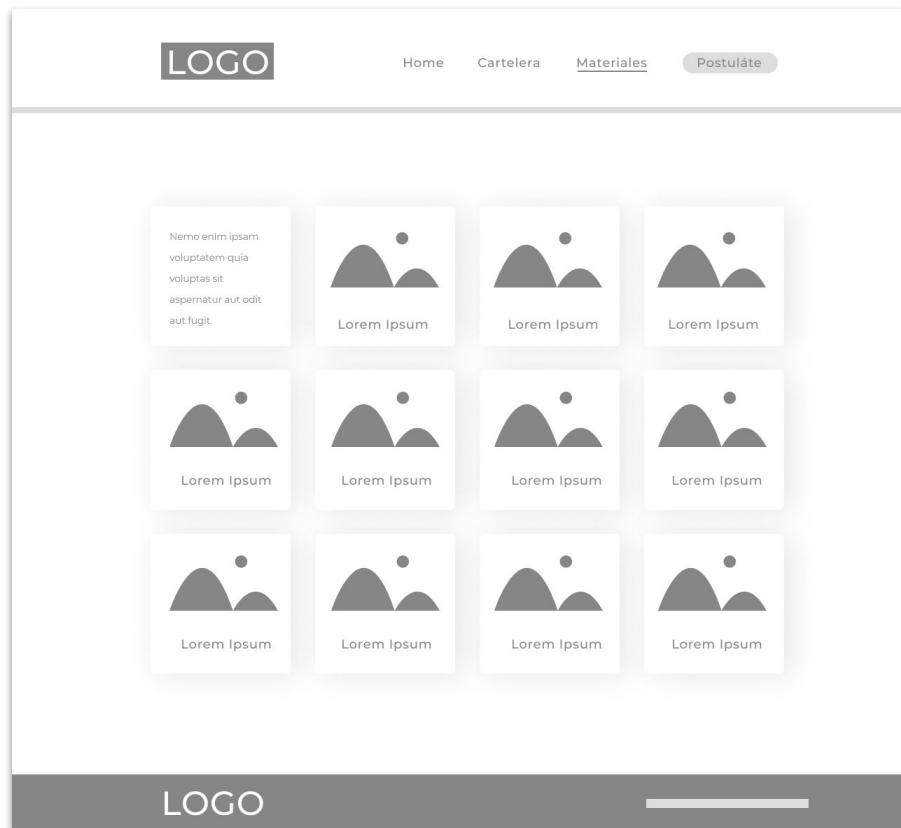 LOGO
Home Cartelera Materiales Postuláte
Nemo enim ipsam
voluptatem quia
voluptas sit
aspernatur aut odit
aut fugit.
Lorem Ipsum
Lorem Ipsum
Lorem Ipsum
Lorem Ipsum
Lorem Ipsum
Lorem Ipsum
Lorem Ipsum
Lorem Ipsum
Lorem Ipsum
Lorem Ipsum
Lorem Ipsum
LOGO